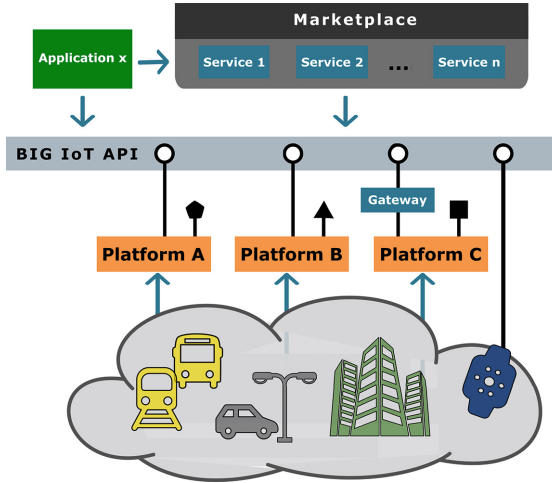 Marketplace
Application x
Service 1
Service 2
...
Service n
BIG IoT API
Gateway
Platform A
Platform B
Platform C